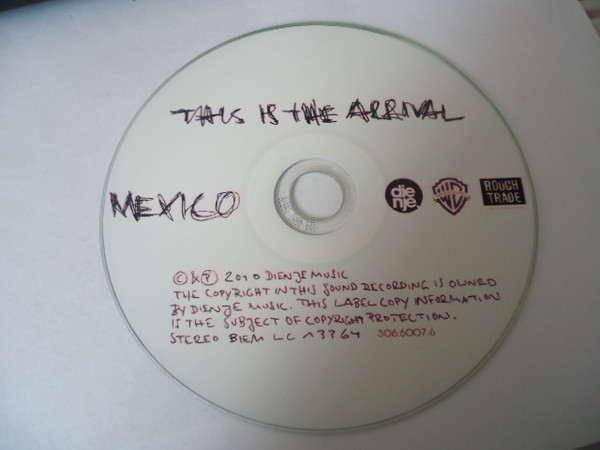 THIS IS THE ARRIVAL
MEXICO
die
nje.
WB
ROUGH
TRADE
© & ℗ 2010 DIENJE MUSIC
THE COPYRIGHT IN THIS SOUND RECORDING IS OWNED
BY DIENJE MUSIC. THIS LABEL COPY INFORMATION
IS THE SUBJECT OF COPYRIGHT PROTECTION.
STEREO BIEM LC 13764 306.6007.6